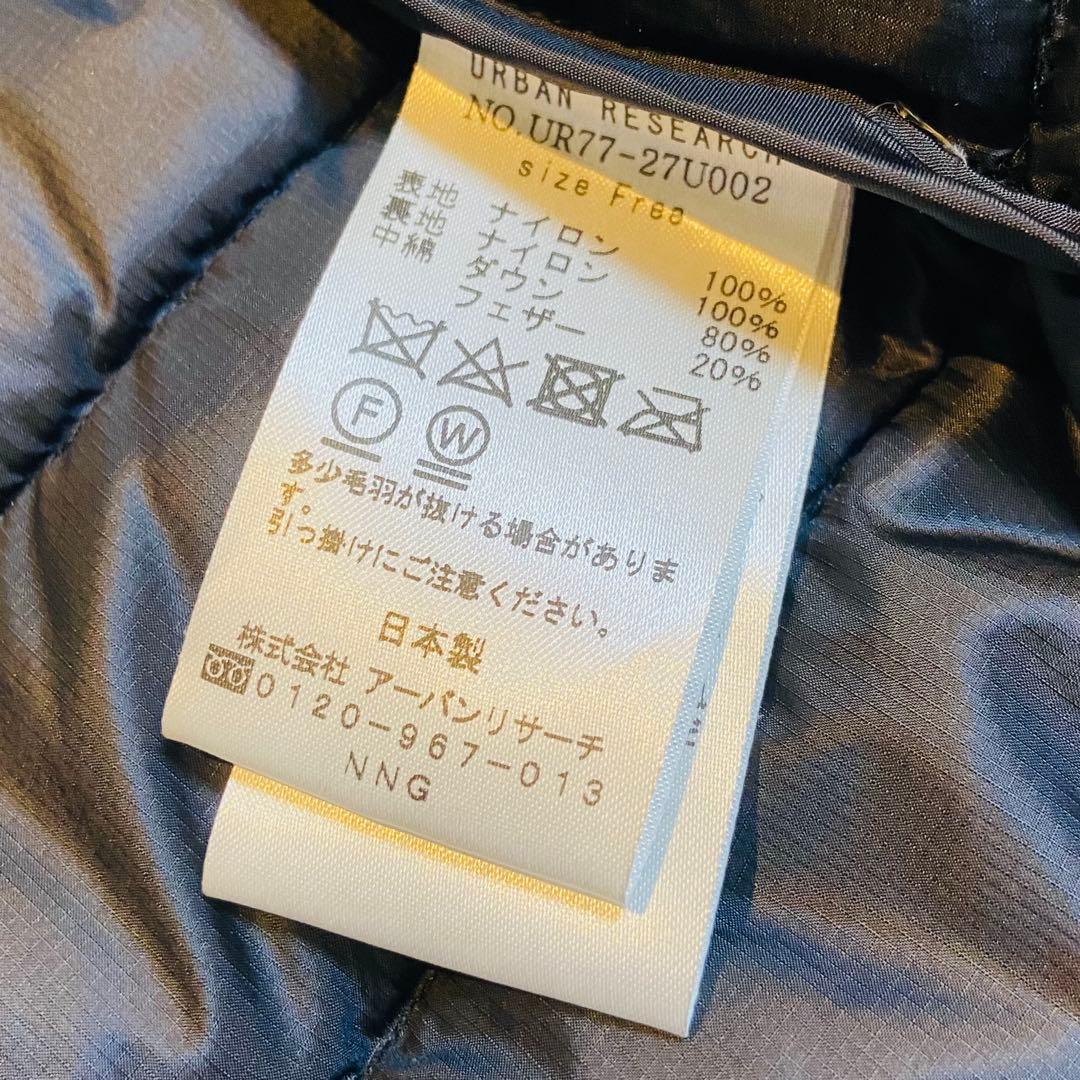 URBAN RESEARCH
NO.UR77-27U002
size Free
表地 ナイロン 100%
裏地 ナイロン 100%
中綿 ダウン 80%
フェザー 20%
F W
多少毛羽が抜ける場合がありま
す。
引っ掛けにご注意ください。
日本製
株式会社 アーバンリサーチ
0120-967-013
NNG